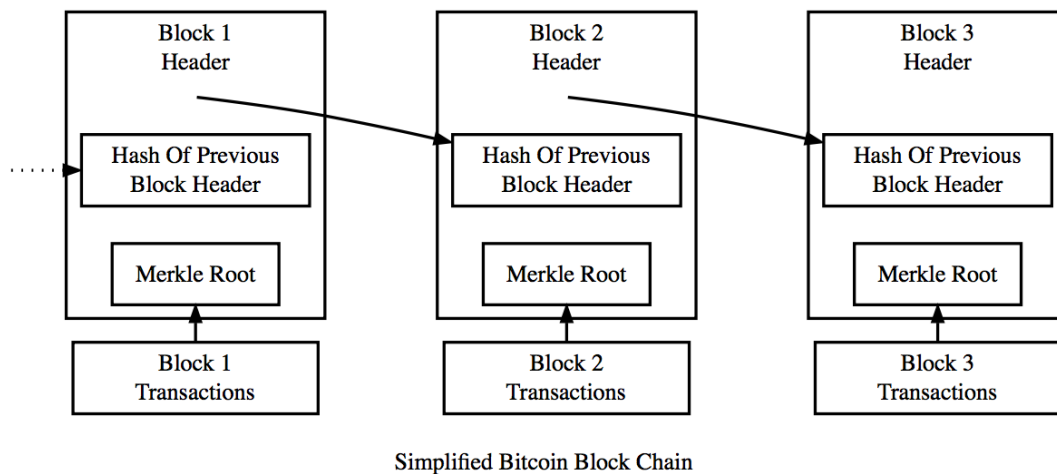 Block 1
Header
Hash Of Previous
Block Header
Merkle Root
Block 1
Transactions
Block 2
Header
Hash Of Previous
Block Header
Merkle Root
Block 2
Transactions
Block 3
Header
Hash Of Previous
Block Header
Merkle Root
Block 3
Transactions
Simplified Bitcoin Block Chain